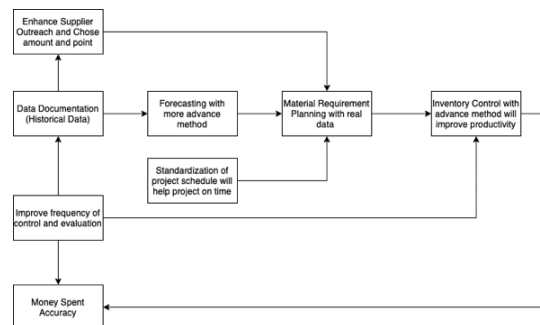 Enhance Supplier
Outreach and Chose
amount and point
Data Documentation
(Historical Data)
Forecasting with
more advance
method
Material Requirement
Planning with real
data
Inventory Control with
advance method will
improve productivity
Standardization of
project schedule will
help project on time
Improve frequency of
control and evaluation
Money Spent
Accuracy